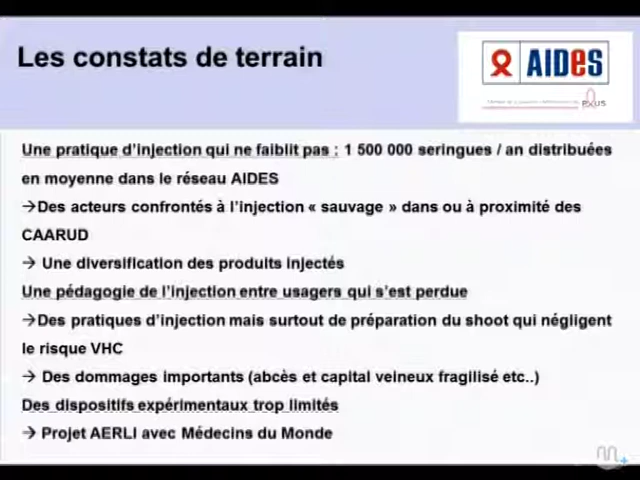 Les constats de terrain
AIDES
PLUS
Une pratique d'injection qui ne faiblit pas : 1 500 000 seringues / an distribuées
en moyenne dans le réseau AIDES
→Des acteurs confrontés à l'injection « sauvage » dans ou à proximité des
CAARUD
→ Une diversification des produits injectés
Une pédagogie de l'injection entre usagers qui s'est perdue
→Des pratiques d'injection mais surtout de préparation du shoot qui négligent
le risque VHC
→ Des dommages importants (abcès et capital veineux fragilisé etc..)
Des dispositifs expérimentaux trop limités
→ Projet AERLI avec Médecins du Monde